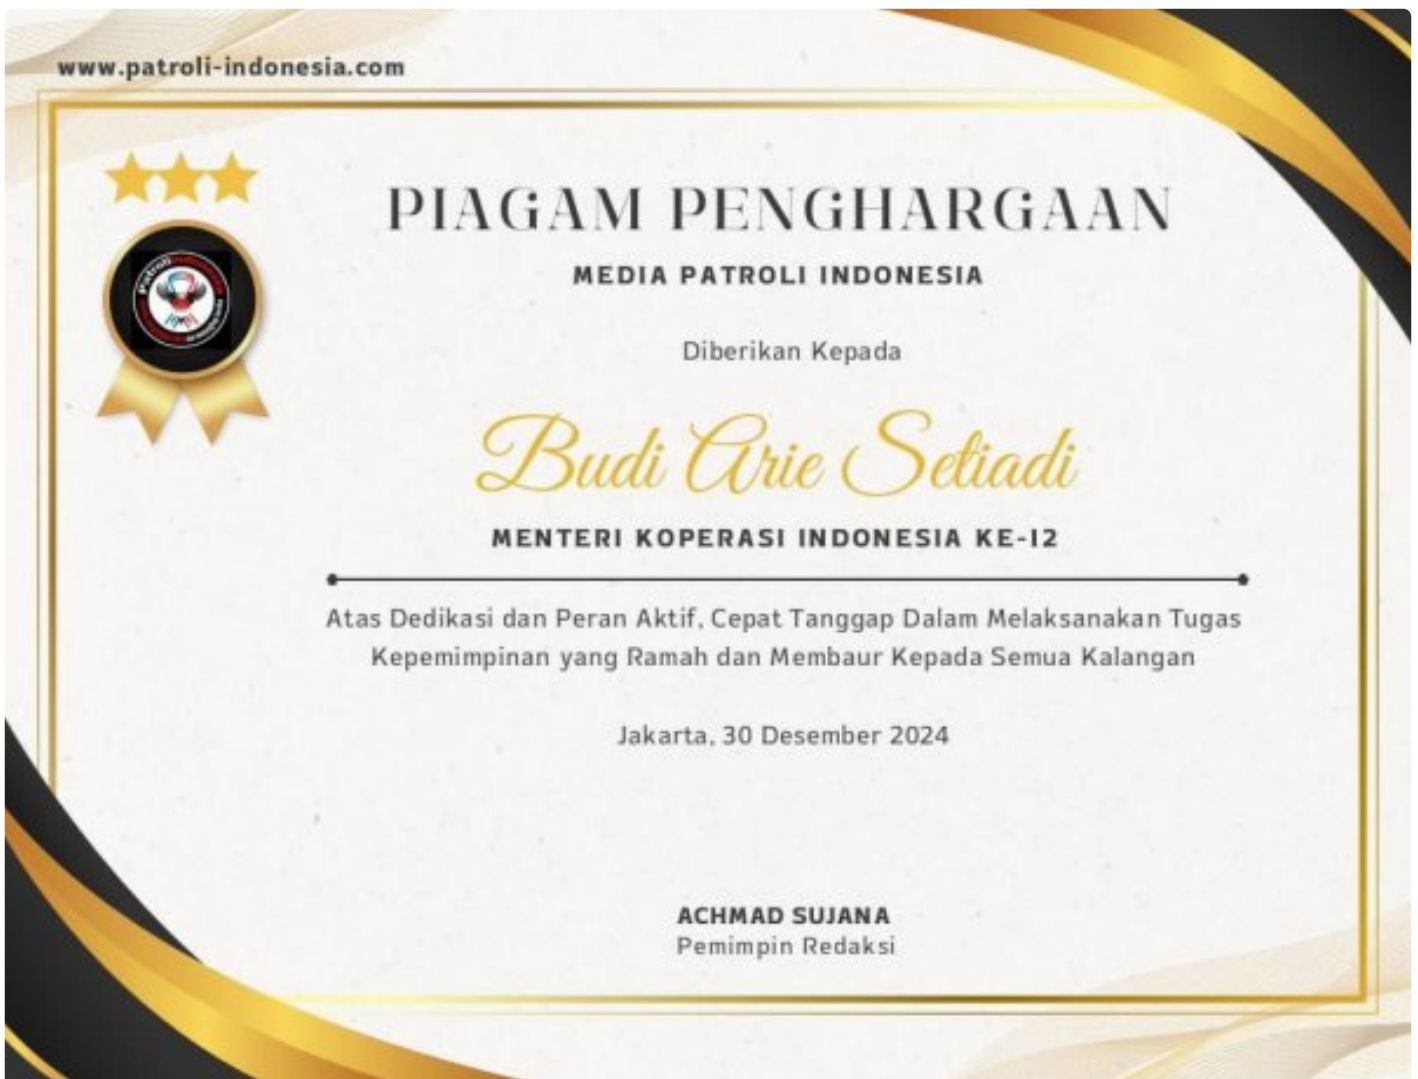 www.patroli-indonesia.com
PIAGAM PENGHARGAAN
MEDIA PATROLI INDONESIA
Diberikan Kepada
Budi Arie Setiadi
MENTERI KOPERASI INDONESIA KE-12
Atas Dedikasi dan Peran Aktif, Cepat Tanggap Dalam Melaksanakan Tugas
Kepemimpinan yang Ramah dan Membaur Kepada Semua Kalangan
Jakarta, 30 Desember 2024
ACHMAD SUJANA
Pemimpin Redaksi